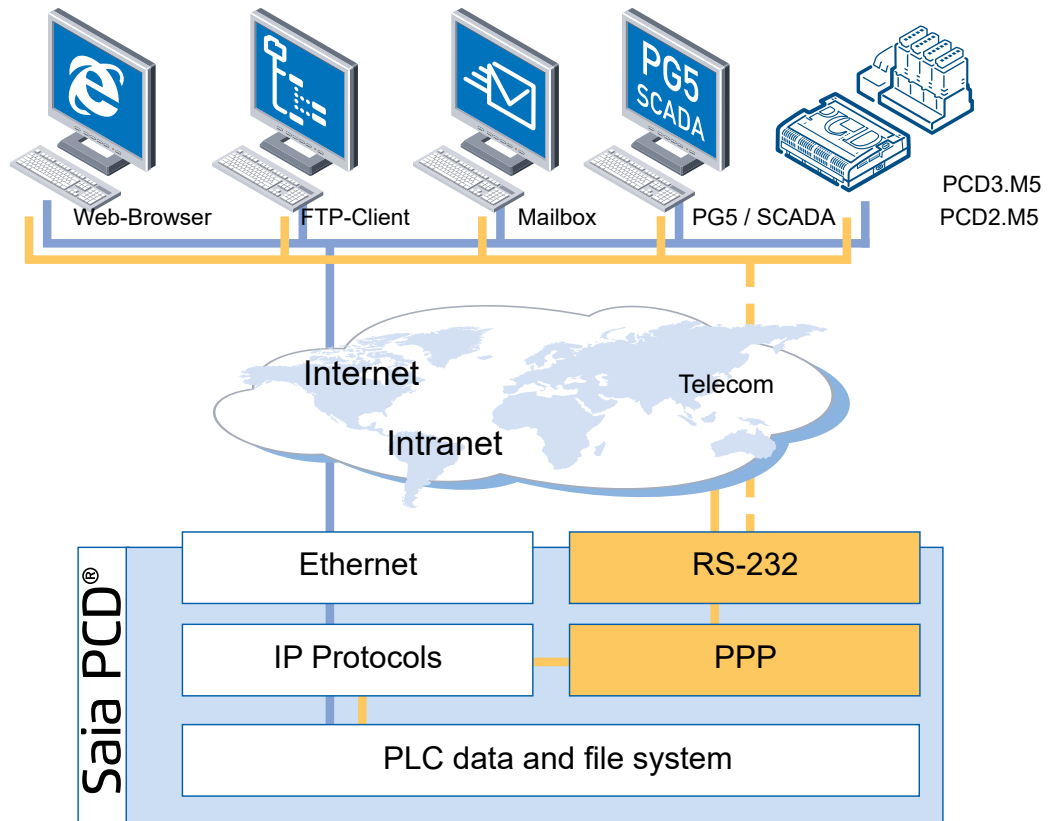 PG5
SCADA
PCD
PCD3.M5
Web-Browser
FTP-Client
Mailbox
PG5 / SCADA
PCD2.M5
Internet
Telecom
Intranet
Saia PCD®
Ethernet
RS-232
IP Protocols
PPP
PLC data and file system